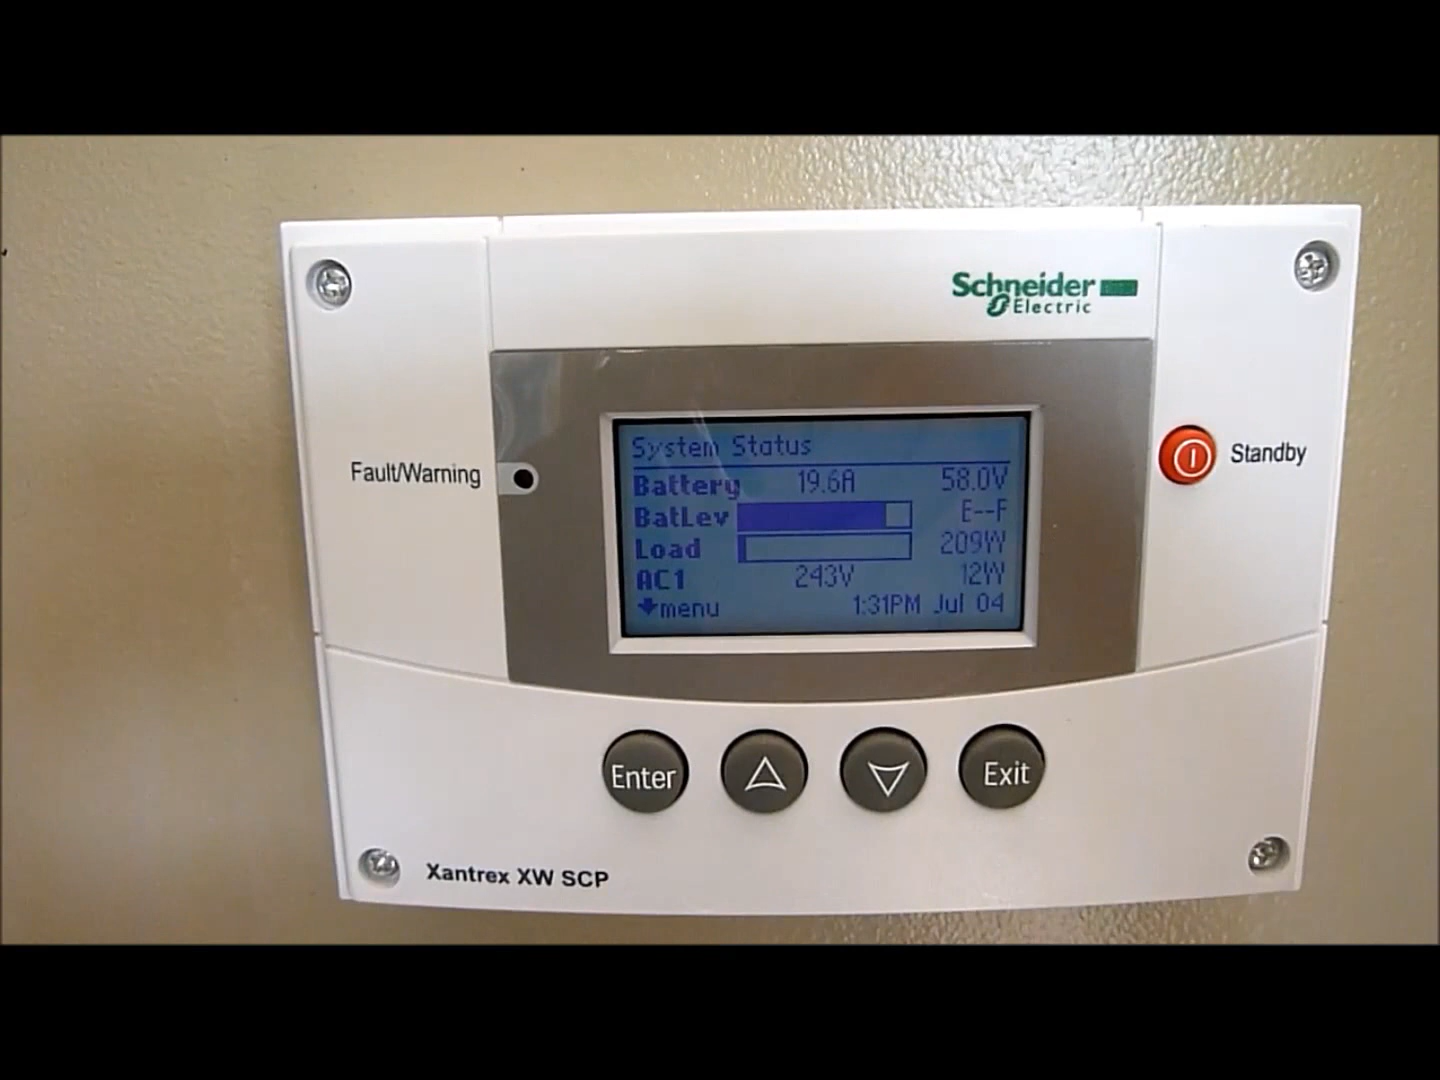 Schneider
Electric
Fault/Warning
Standby
System Status
Battery 19.6A 58.0V
BatLev E--F
Load 209W
AC1 243V 12W
menu 1:31PM Jul 04
Enter
Exit
Xantrex XW SCP